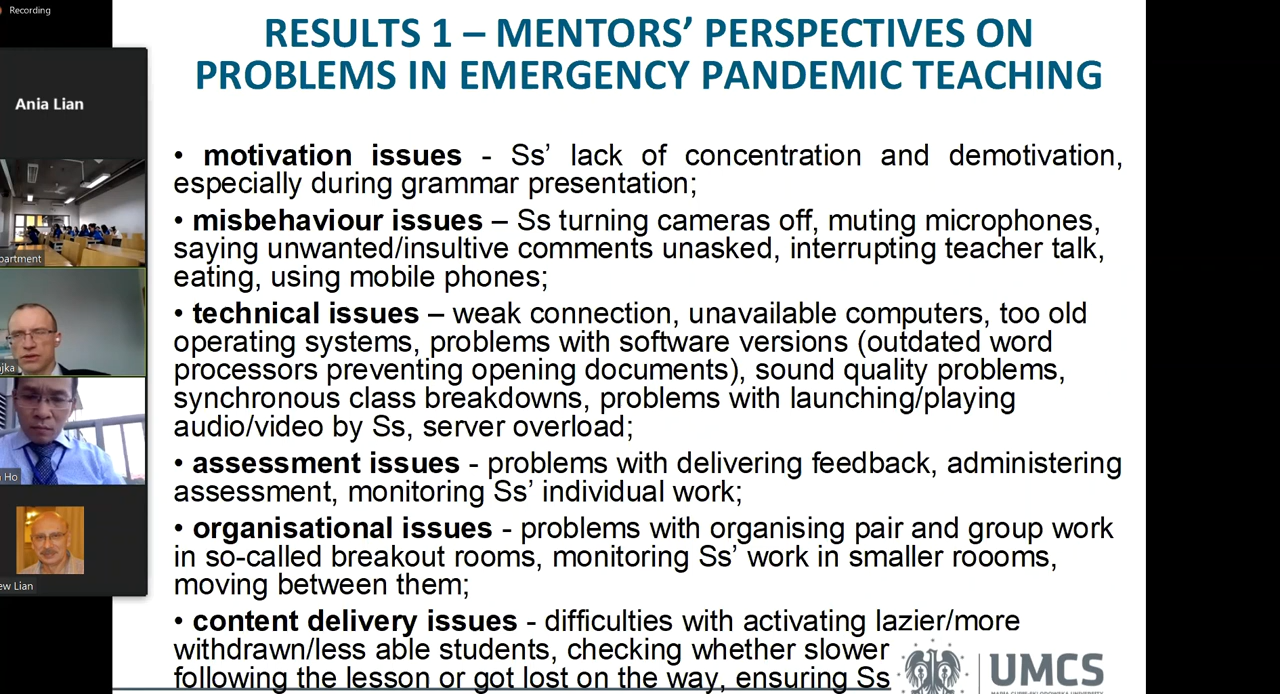 Recording
RESULTS 1 – MENTORS’ PERSPECTIVES ON
PROBLEMS IN EMERGENCY PANDEMIC TEACHING
Ania Lian
partment
jka
Ho
ew Lian
• motivation issues - Ss’ lack of concentration and demotivation,
especially during grammar presentation;
• misbehaviour issues – Ss turning cameras off, muting microphones,
saying unwanted/insultive comments unasked, interrupting teacher talk,
eating, using mobile phones;
• technical issues – weak connection, unavailable computers, too old
operating systems, problems with software versions (outdated word
processors preventing opening documents), sound quality problems,
synchronous class breakdowns, problems with launching/playing
audio/video by Ss, server overload;
• assessment issues - problems with delivering feedback, administering
assessment, monitoring Ss’ individual work;
• organisational issues - problems with organising pair and group work
in so-called breakout rooms, monitoring Ss’ work in smaller roooms,
moving between them;
• content delivery issues - difficulties with activating lazier/more
withdrawn/less able students, checking whether slower
following the lesson or got lost on the way, ensuring Ss
UMCS